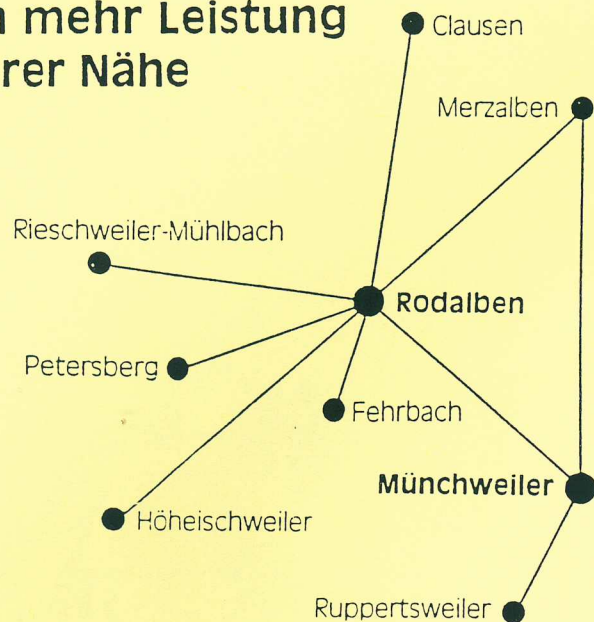 mehr Leistung
rer Nähe
Clausen
Merzalben
Rieschweiler-Mühlbach
Rodalben
Petersberg
Fehrbach
Münchweiler
Höheischweiler
Ruppertsweiler